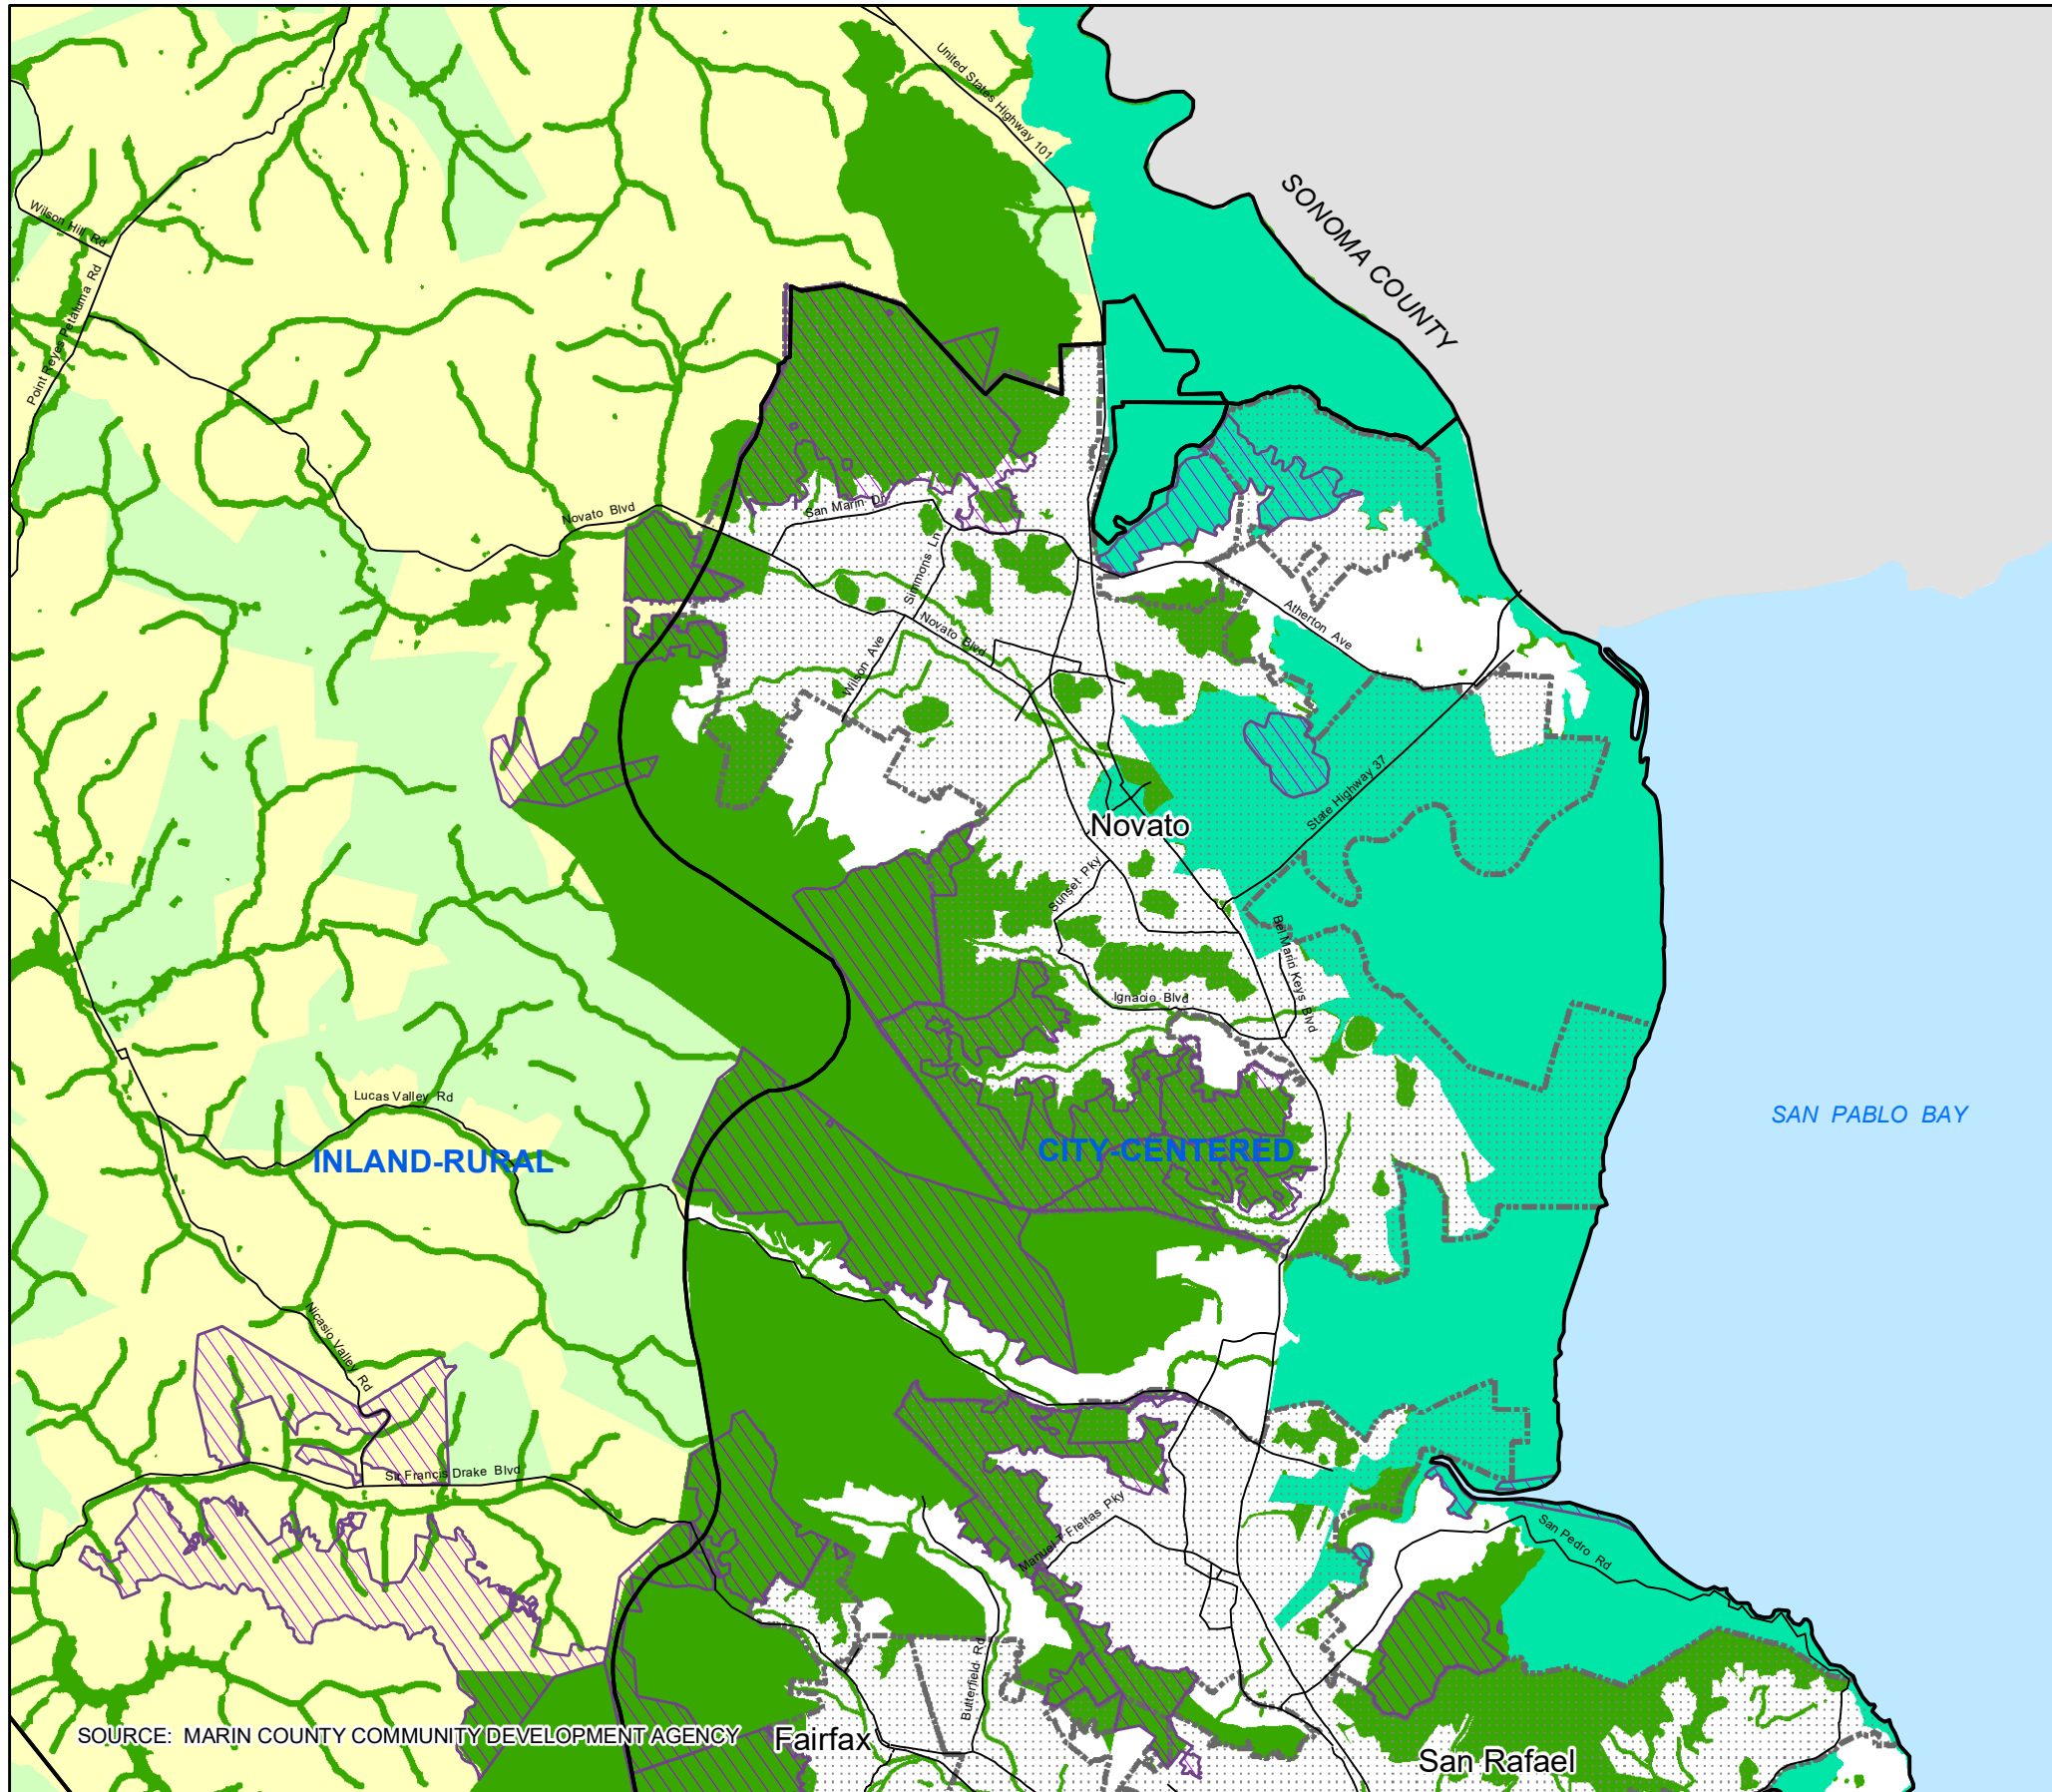 United States Highway 101
SONOMA COUNTY
Wilson Hill Rd
Point Reyes Petaluma Rd
Novato Blvd
San Marin Dr
Simmons Ln
Novato Blvd
Wilson Ave
Atherton Ave
State Highway 37
Novato
Sunset Pky
Bel Marin Keys Blvd
Ignacio Blvd
Lucas Valley Rd
SAN PABLO BAY
INLAND-RURAL
CITY-CENTERED
Nicasio Valley Rd
Sir Francis Drake Blvd
Manuel T Freitas Pky
San Pedro Rd
Butterfield Rd
SOURCE: MARIN COUNTY COMMUNITY DEVELOPMENT AGENCY
Fairfax
San Rafael